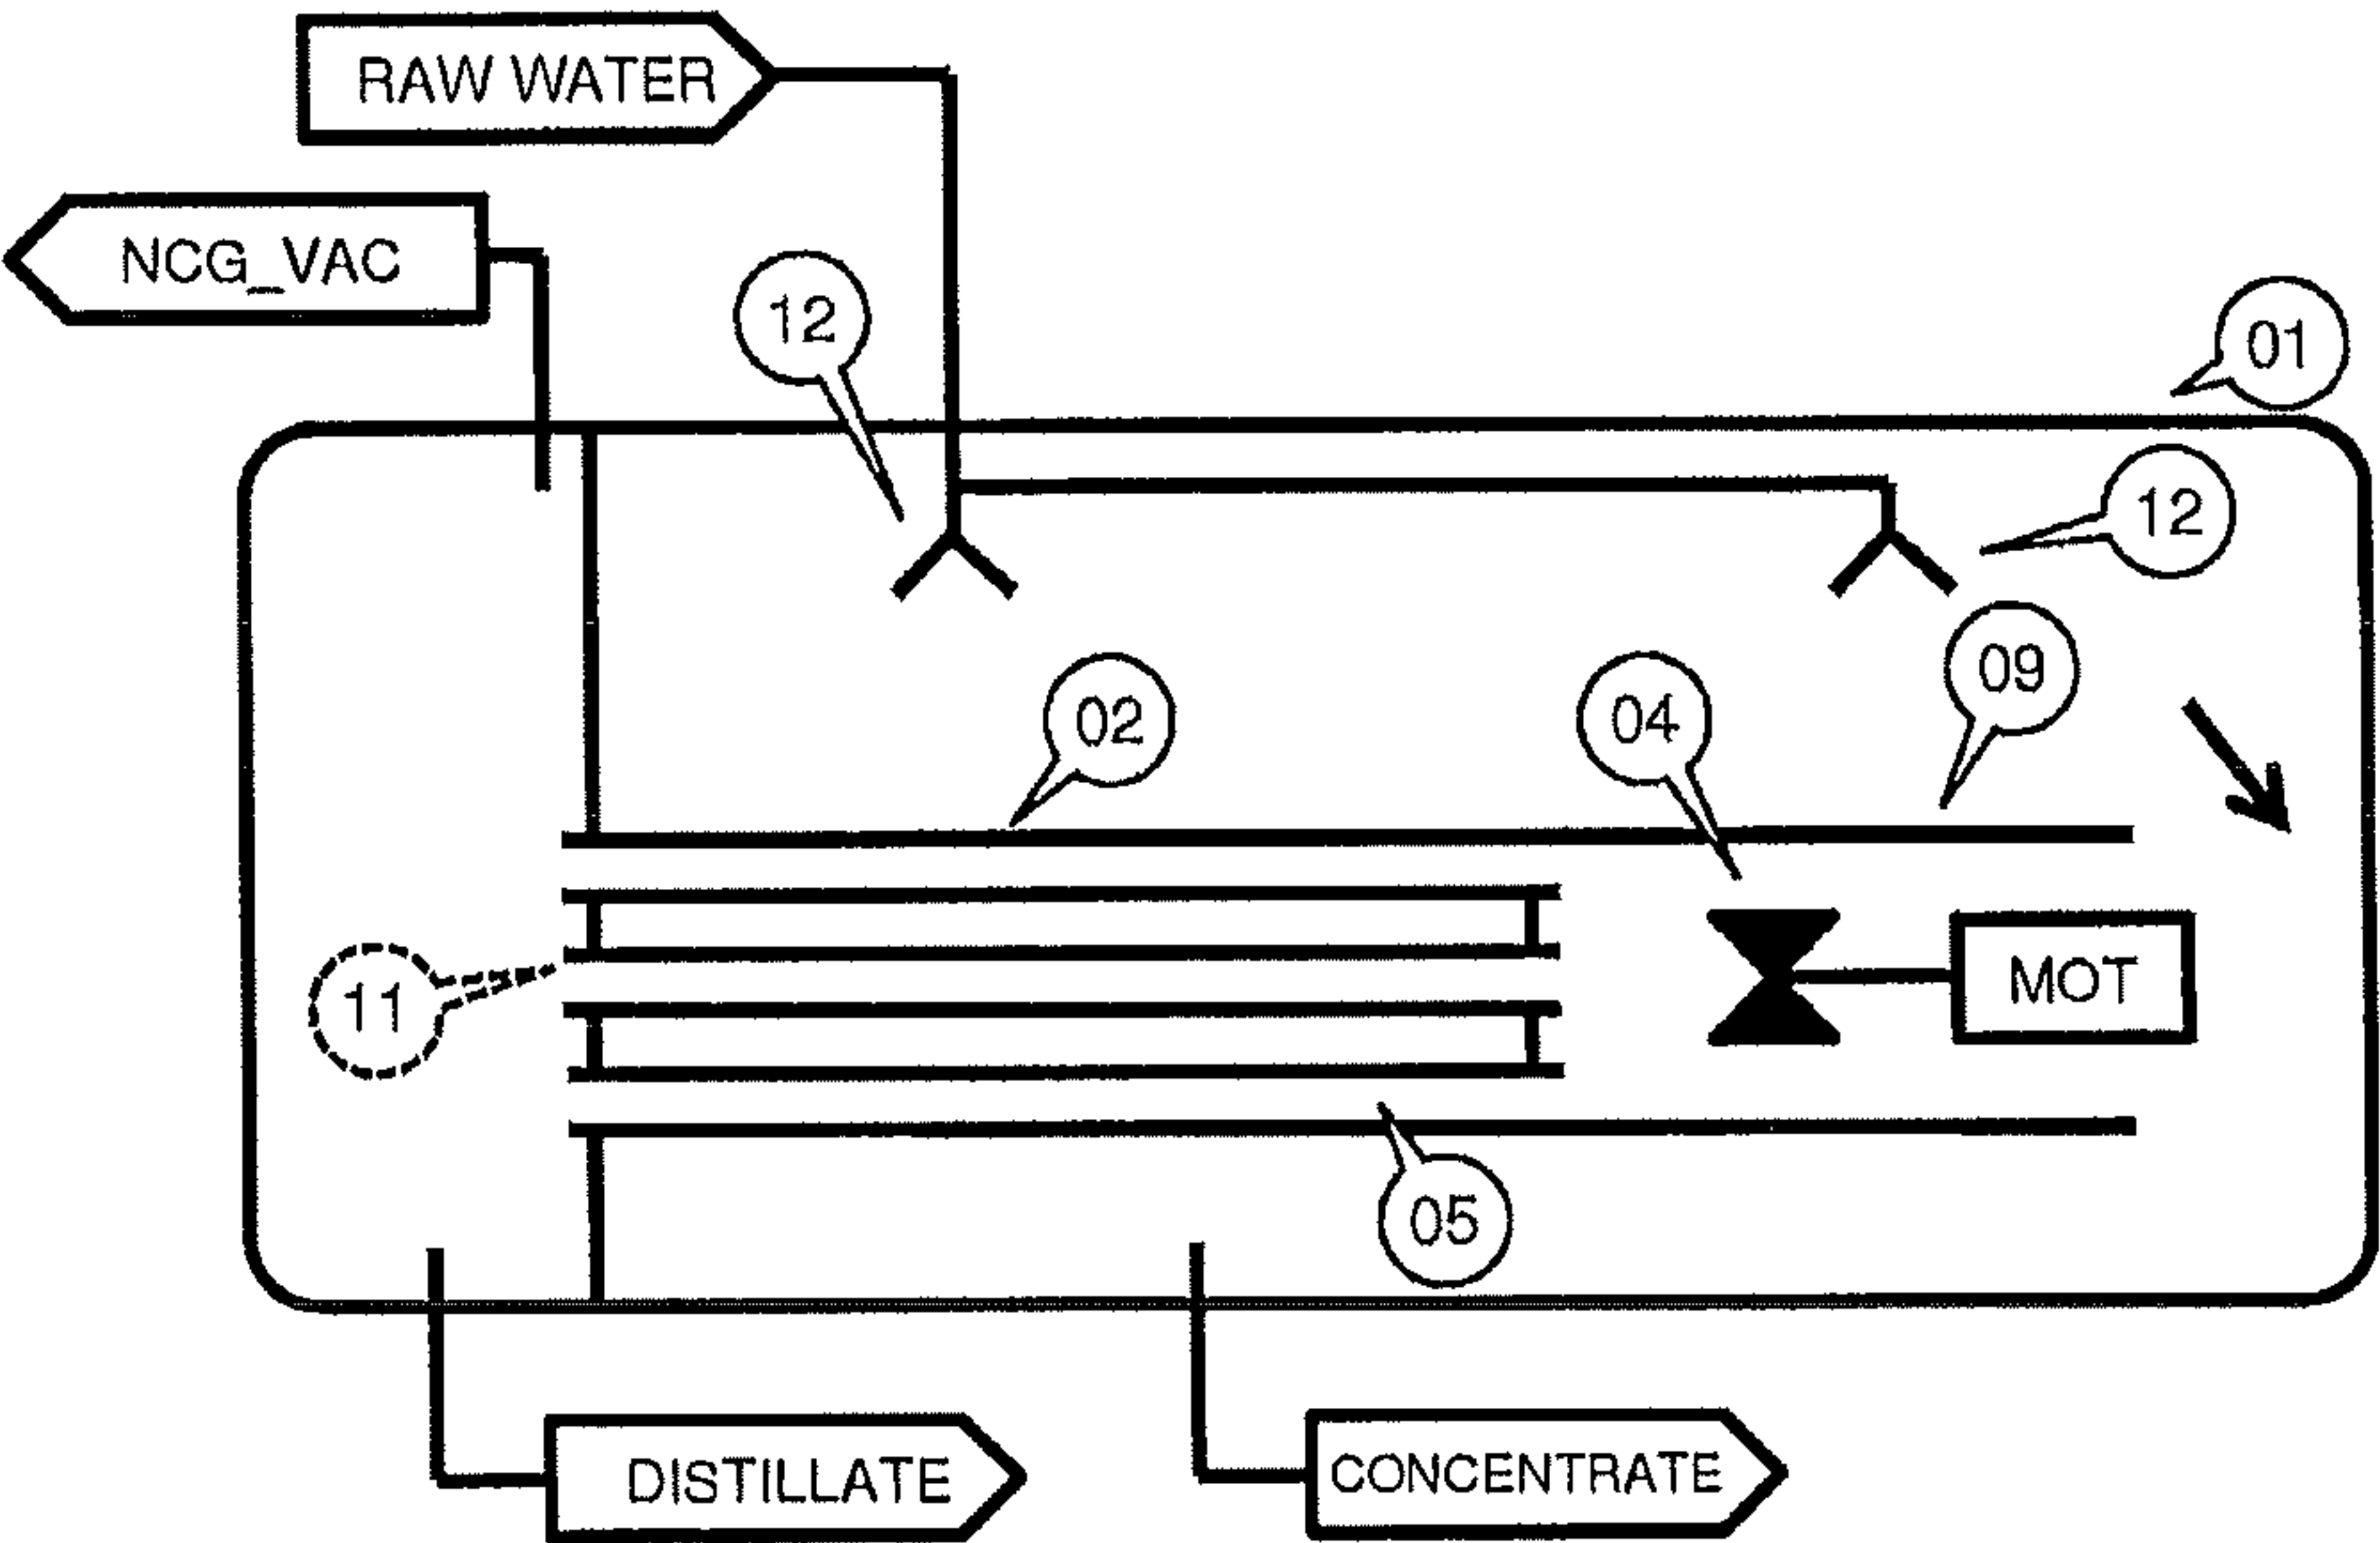 RAW WATER
NCG_VAC
12
01
12
09
02
04
11
MOT
05
DISTILLATE
CONCENTRATE